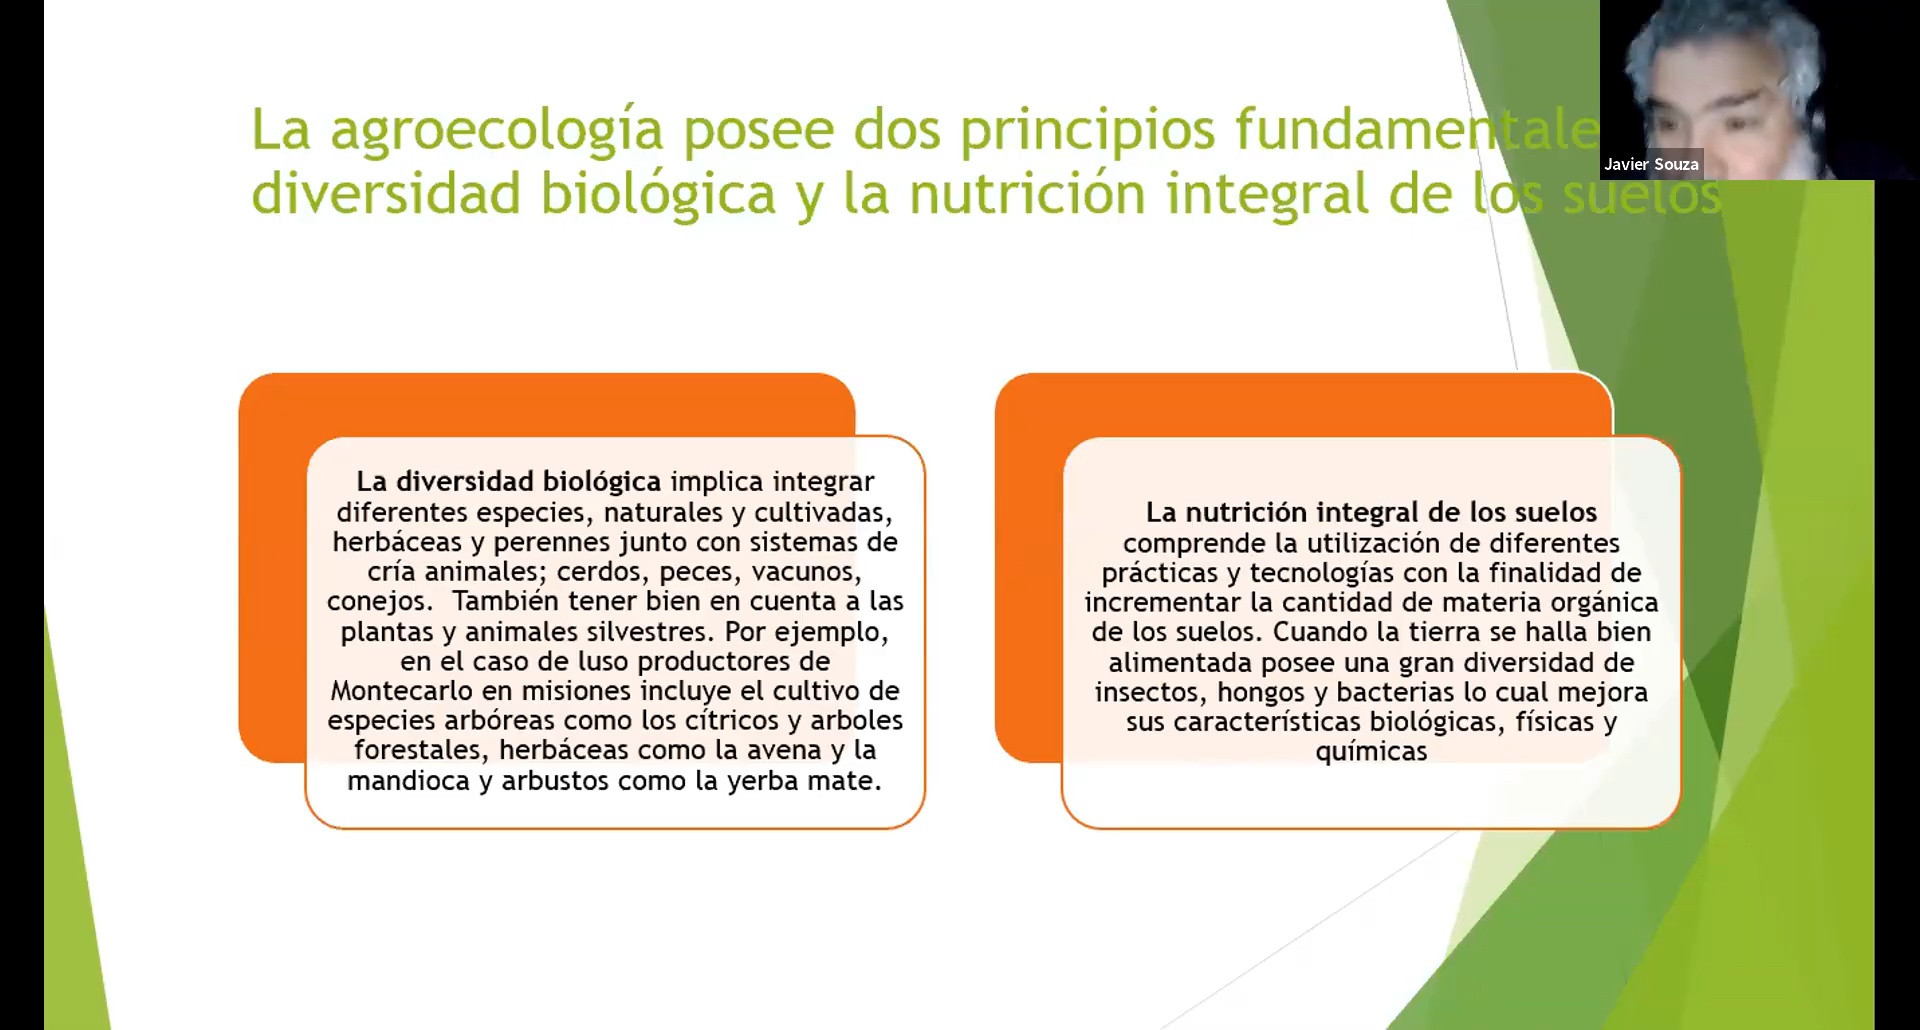 La agroecología posee dos principios fundamentale
diversidad biológica y la nutrición integral de los suelos
Javier Souza
La diversidad biológica implica integrar
diferentes especies, naturales y cultivadas,
herbáceas y perennes junto con sistemas de
cría animales; cerdos, peces, vacunos,
conejos.  También tener bien en cuenta a las
plantas y animales silvestres. Por ejemplo,
en el caso de luso productores de
Montecarlo en misiones incluye el cultivo de
especies arbóreas como los cítricos y arboles
forestales, herbáceas como la avena y la
mandioca y arbustos como la yerba mate.
La nutrición integral de los suelos
comprende la utilización de diferentes
prácticas y tecnologías con la finalidad de
incrementar la cantidad de materia orgánica
de los suelos. Cuando la tierra se halla bien
alimentada posee una gran diversidad de
insectos, hongos y bacterias lo cual mejora
sus características biológicas, físicas y
químicas